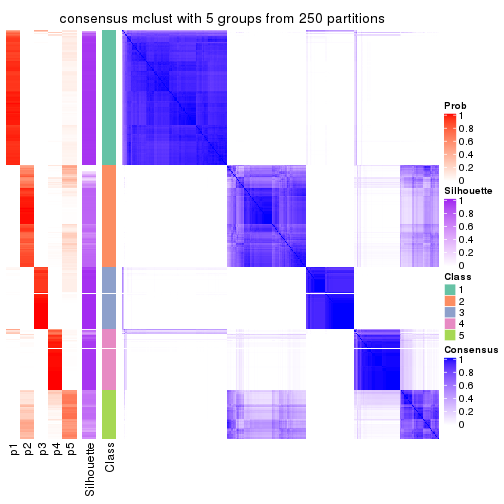 consensus mclust with 5 groups from 250 partitions
Prob
1
0.8
0.6
0.4
0.2
0
Silhouette
1
0.8
0.6
0.4
0.2
0
Class
1
2
3
4
5
Consensus
1
0.8
0.6
0.4
0.2
0
p1
p2
p3
p4
p5
Silhouette
Class